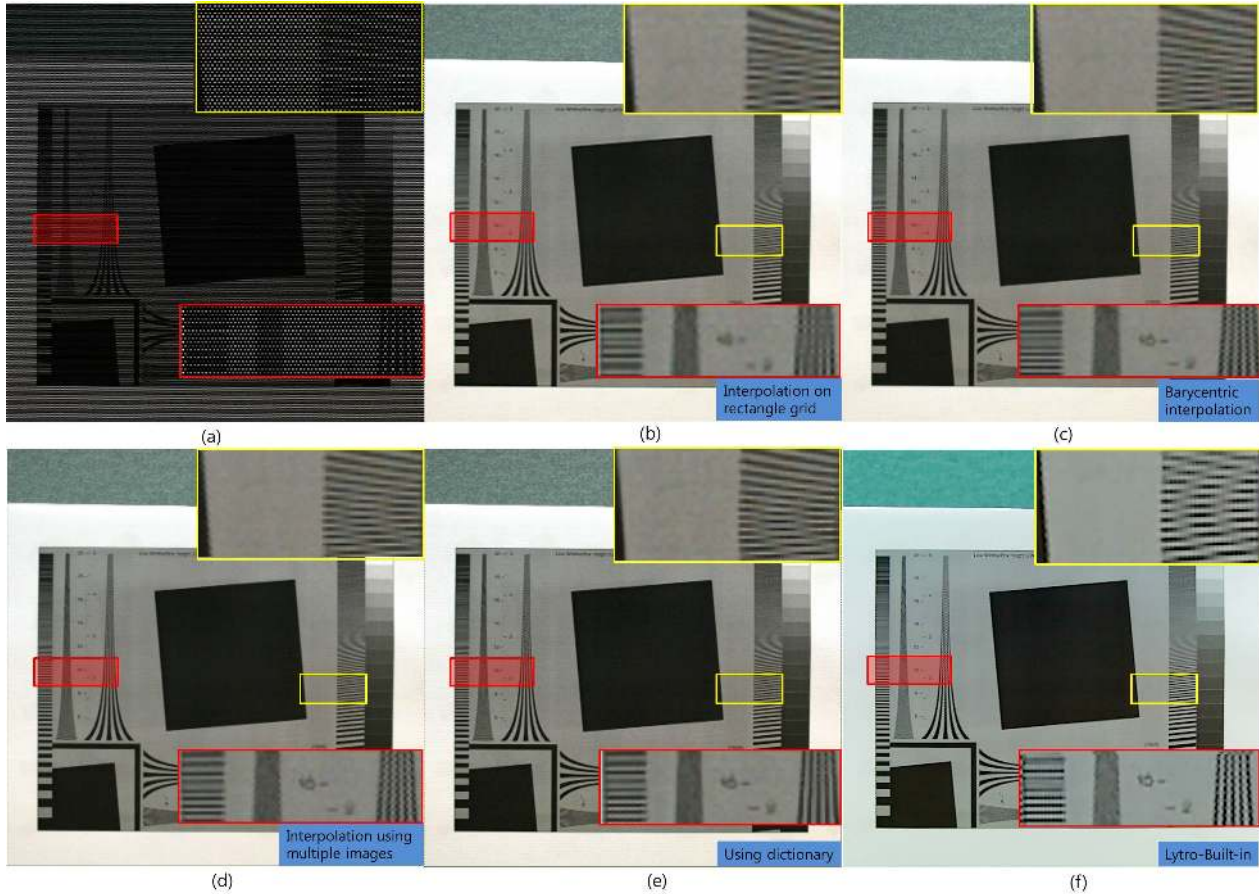 (a)
Interpolation on
rectangle grid
(b)
Barycentric
interpolation
(c)
Interpolation using
multiple images
(d)
Using dictionary
(e)
Lytro-Built-in
(f)